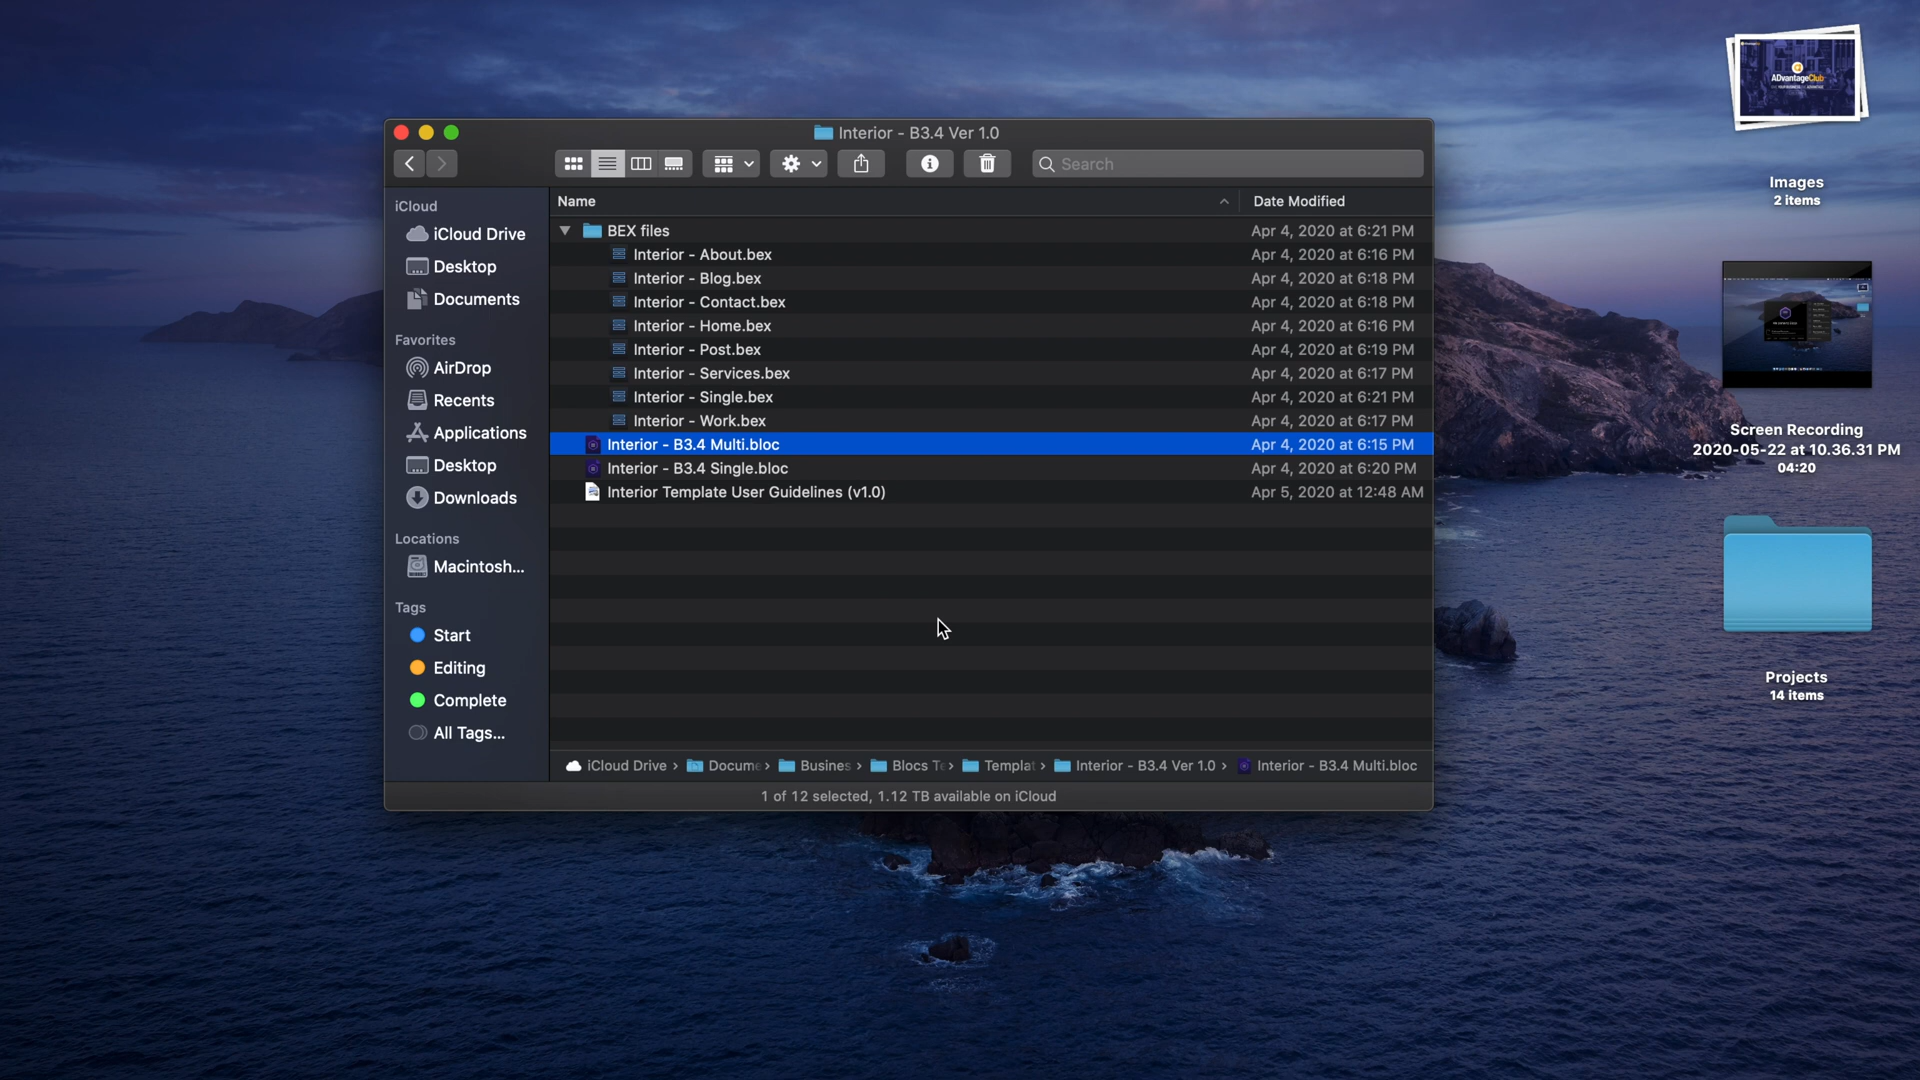 Interior - B3.4 Ver 1.0
Search
iCloud
iCloud Drive
Desktop
Documents
Favorites
AirDrop
Recents
Applications
Desktop
Downloads
Locations
Macintosh...
Tags
Start
Editing
Complete
All Tags...
Name Date Modified
BEX files Apr 4, 2020 at 6:21 PM
Interior - About.bex Apr 4, 2020 at 6:16 PM
Interior - Blog.bex Apr 4, 2020 at 6:18 PM
Interior - Contact.bex Apr 4, 2020 at 6:18 PM
Interior - Home.bex Apr 4, 2020 at 6:16 PM
Interior - Post.bex Apr 4, 2020 at 6:19 PM
Interior - Services.bex Apr 4, 2020 at 6:17 PM
Interior - Single.bex Apr 4, 2020 at 6:21 PM
Interior - Work.bex Apr 4, 2020 at 6:17 PM
Interior - B3.4 Multi.bloc Apr 4, 2020 at 6:15 PM
Interior - B3.4 Single.bloc Apr 4, 2020 at 6:20 PM
Interior Template User Guidelines (v1.0) Apr 5, 2020 at 12:48 AM
iCloud Drive › Docume › Busines › Blocs Te › Templat › Interior - B3.4 Ver 1.0 › Interior - B3.4 Multi.bloc
1 of 12 selected, 1.12 TB available on iCloud
ADvantageClub
Images
2 items
Screen Recording
2020-05-22 at 10.36.31 PM
04:20
Projects
14 items